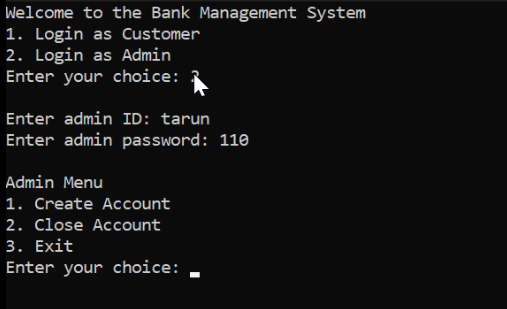 Welcome to the Bank Management System
1. Login as Customer
2. Login as Admin
Enter your choice: 2
Enter admin ID: tarun
Enter admin password: 110
Admin Menu
1. Create Account
2. Close Account
3. Exit
Enter your choice: